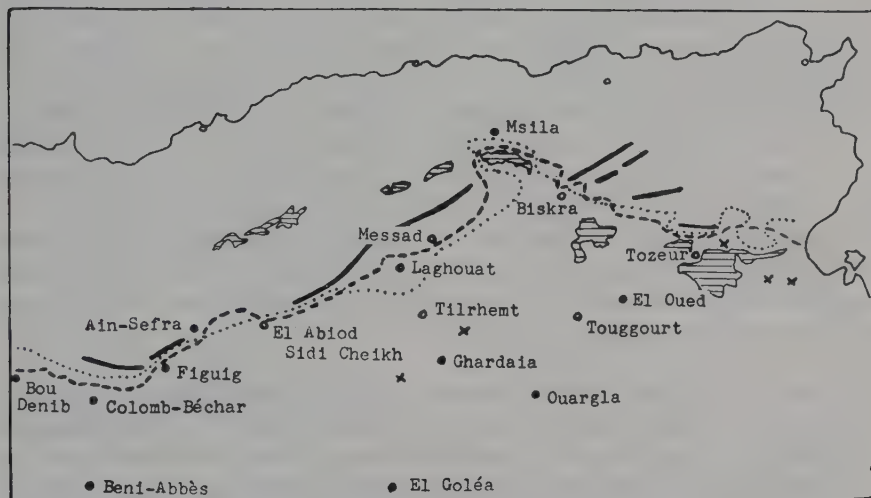 Msila
Biskra
Messad
Laghouat
Tozeur
El Oued
Tilrhemt
Touggourt
Ain-Sefra
El Abiod
Sidi Cheikh
Ghardaia
Figuig
Bou
Denib
Colomb-Béchar
Ouargla
Beni-Abbès
El Goléa